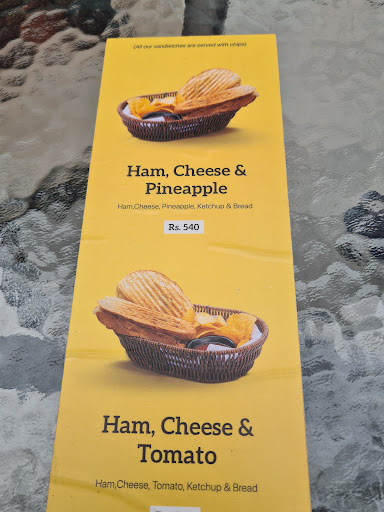 (All our sandwiches are served with chips)
Ham, Cheese &
Pineapple
Ham,Cheese, Pineapple, Ketchup & Bread
Rs. 540
Ham, Cheese &
Tomato
Ham,Cheese, Tomato, Ketchup & Bread